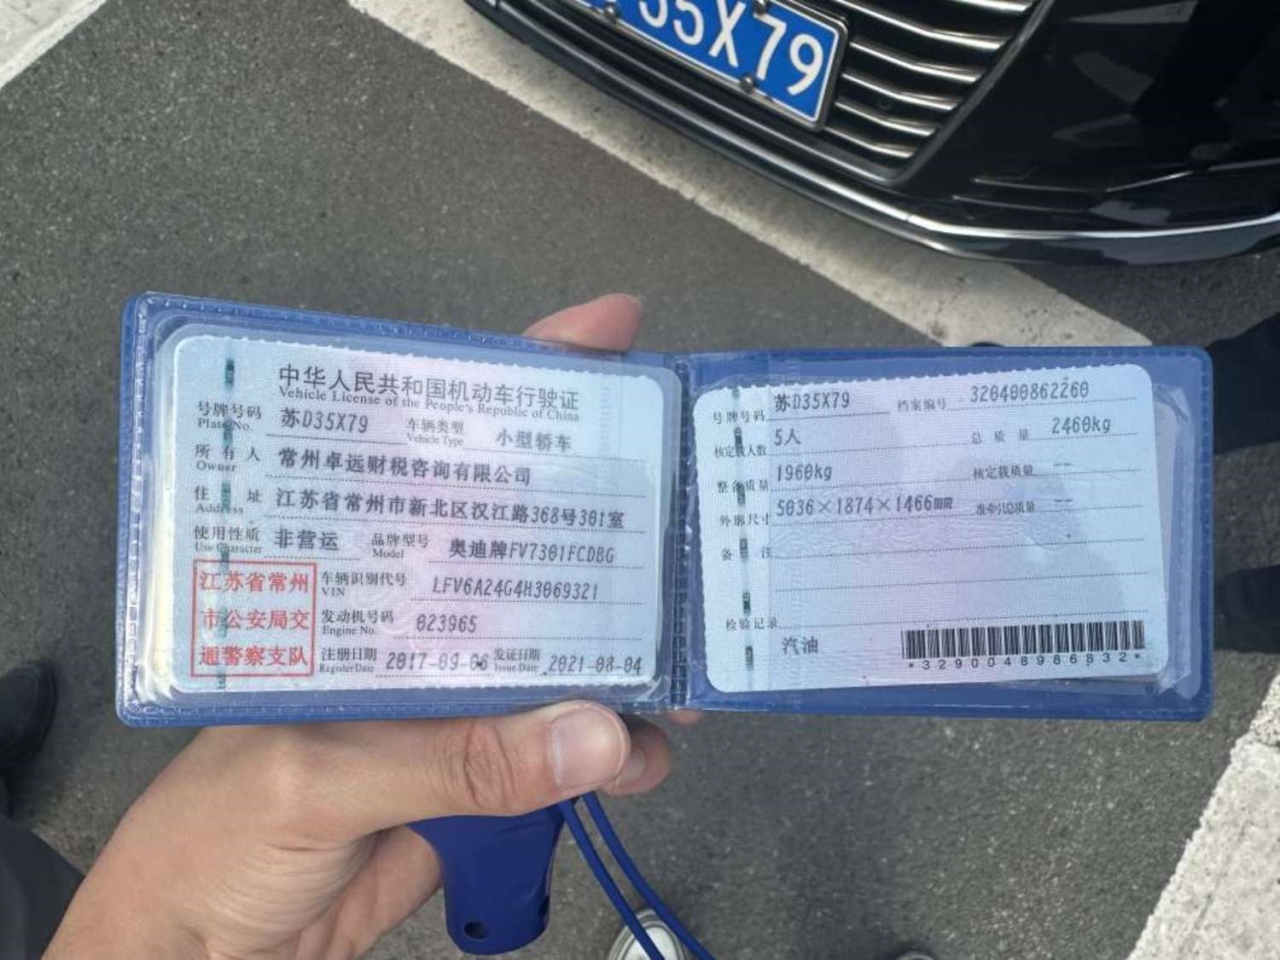 35X79
中华人民共和国机动车行驶证
Vehicle License of the People's Republic of China
号牌号码 苏D35X79 车辆类型 小型轿车
Plate No. Vehicle Type
所有人 常州卓远财税咨询有限公司
Owner
住址 江苏省常州市新北区汉江路368号301室
Address
使用性质 非营运 品牌型号 奥迪牌FV7301FCDBG
Use Character Model
江苏省常州
市公安局交
通警察支队
车辆识别代号 LFV6A24G4H3069321
VIN
发动机号码 023965
Engine No.
注册日期 2017-09-06 发证日期 2021-08-04
Register Date Issue Date
号牌号码 苏D35X79 档案编号 320400862260
核定载人数 5人 总质量 2460kg
整备质量 1960kg 核定载质量 --
外廓尺寸 5036×1874×1466mm 准牵引总质量 --
备注
检验记录
汽油
*3290048986832*